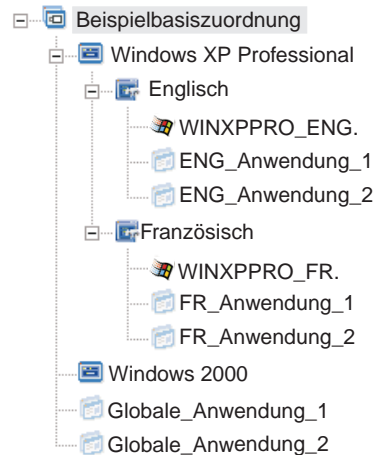 Beispielbasiszuordnung
Windows XP Professional
Englisch
WINXPPRO_ENG.
ENG_Anwendung_1
ENG_Anwendung_2
Französisch
WINXPPRO_FR.
FR_Anwendung_1
FR_Anwendung_2
Windows 2000
Globale_Anwendung_1
Globale_Anwendung_2